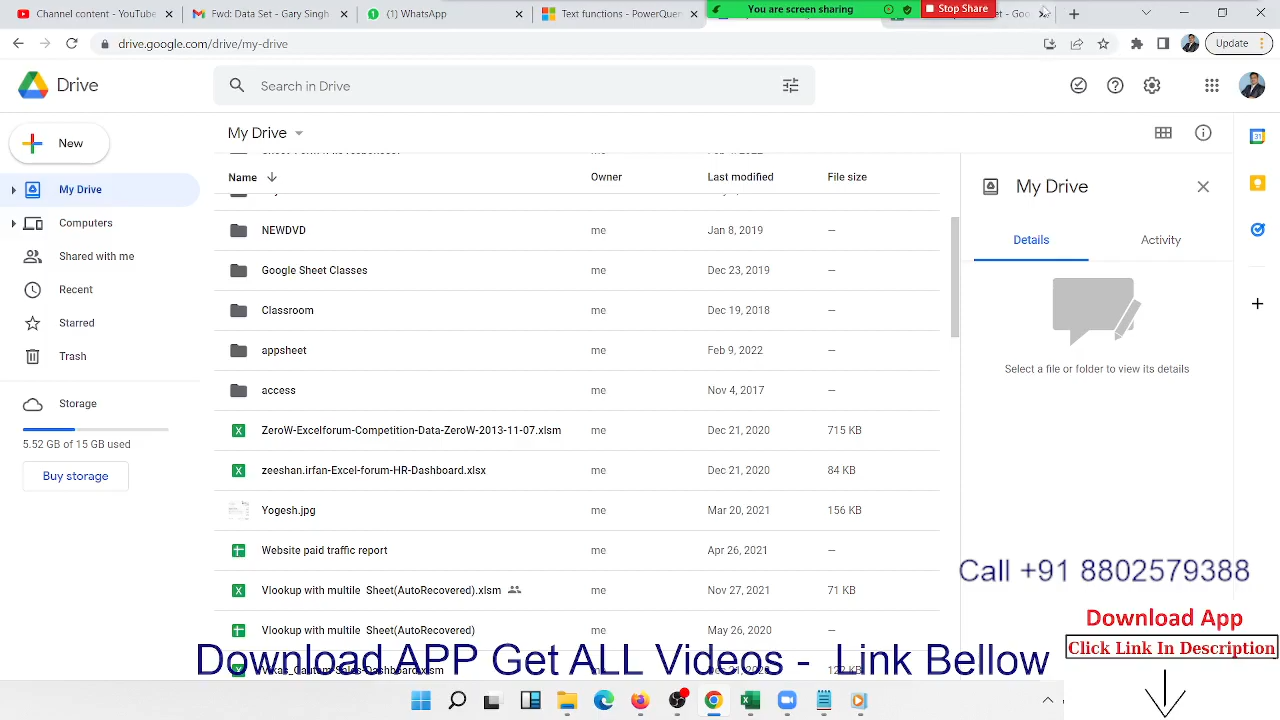 Channel content - YouTube
Fwd: Data
(1) WhatsApp
Text functions - PowerQuery
You are screen sharing
Stop Share
drive.google.com/drive/my-drive
Update
Drive
Search in Drive
New
My Drive
Computers
Shared with me
Recent
Starred
Trash
Storage
5.52 GB of 15 GB used
Buy storage
My Drive
Name Owner Last modified File size
NEWDVD me Jan 8, 2019 —
Google Sheet Classes me Dec 23, 2019 —
Classroom me Dec 19, 2018 —
appsheet me Feb 9, 2022 —
access me Nov 4, 2017 —
ZeroW-Excelforum-Competition-Data-ZeroW-2013-11-07.xlsm me Dec 21, 2020 715 KB
zeeshan.irfan-Excel-forum-HR-Dashboard.xlsx me Dec 21, 2020 84 KB
Yogesh.jpg me Mar 20, 2021 156 KB
Website paid traffic report me Apr 26, 2021 —
Vlookup with multile Sheet(AutoRecovered).xlsm me Nov 27, 2021 71 KB
Vlookup with multile Sheet(AutoRecovered) me May 26, 2020 —
My Drive
Details Activity
Select a file or folder to view its details
Call +91 8802579388
Download App
Click Link In Description
Download APP Get ALL Videos - Link Bellow